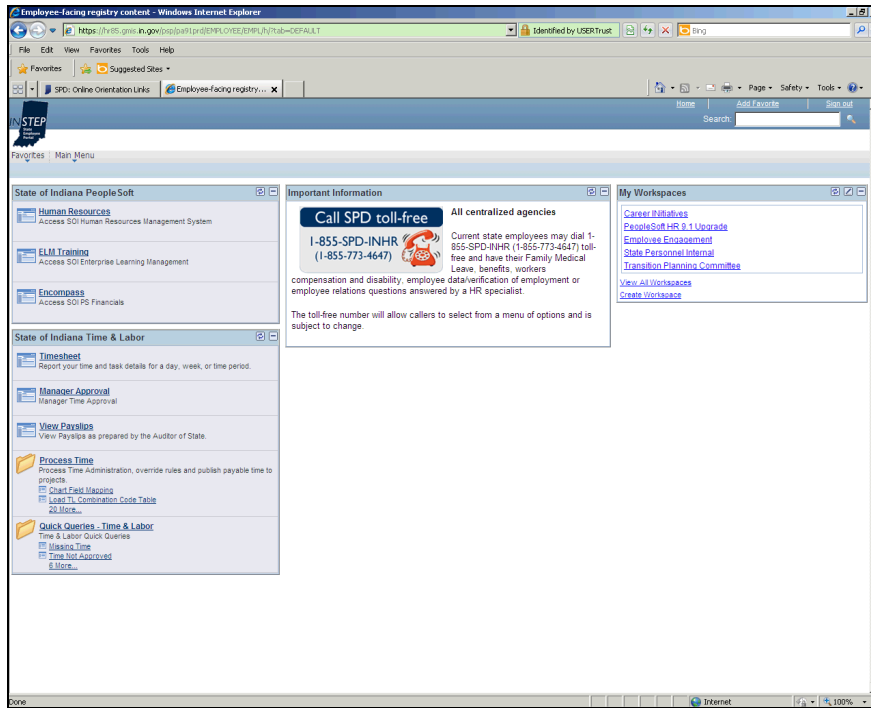 Employee-facing registry content - Windows Internet Explorer
https://hr85.gmis.in.gov/psp/pa91prd/EMPLOYEE/EMPL/h/?tab=DEFAULT
Identified by USERTrust
Bing
File Edit View Favorites Tools Help
Favorites
Suggested Sites
SPD: Online Orientation Links
Employee-facing registry...
Page
Safety
Tools
Home
Add Favorite
Sign out
Search:
INSTEP
State
Employee
Portal
Favorites
Main Menu
State of Indiana PeopleSoft
Human Resources
Access SOI Human Resources Management System
ELM Training
Access SOI Enterprise Learning Management
Encompass
Access SOI PS Financials
State of Indiana Time & Labor
Timesheet
Report your time and task details for a day, week, or time period.
Manager Approval
Manager Time Approval
View Payslips
View Payslips as prepared by the Auditor of State.
Process Time
Process Time Administration, override rules and publish payable time to
projects.
Chart Field Mapping
Load TL Combination Code Table
20 More...
Quick Queries - Time & Labor
Time & Labor Quick Queries
Missing Time
Time Not Approved
6 More...
Important Information
Call SPD toll-free
1-855-SPD-INHR
(1-855-773-4647)
All centralized agencies
Current state employees may dial 1-
855-SPD-INHR (1-855-773-4647) toll-
free and have their Family Medical
Leave, benefits, workers
compensation and disability, employee data/verification of employment or
employee relations questions answered by a HR specialist.
The toll-free number will allow callers to select from a menu of options and is
subject to change.
My Workspaces
Career INitiatives
PeopleSoft HR 9.1 Upgrade
Employee Engagement
State Personnel Internal
Transition Planning Committee
View All Workspaces
Create Workspace
Done
Internet
100%